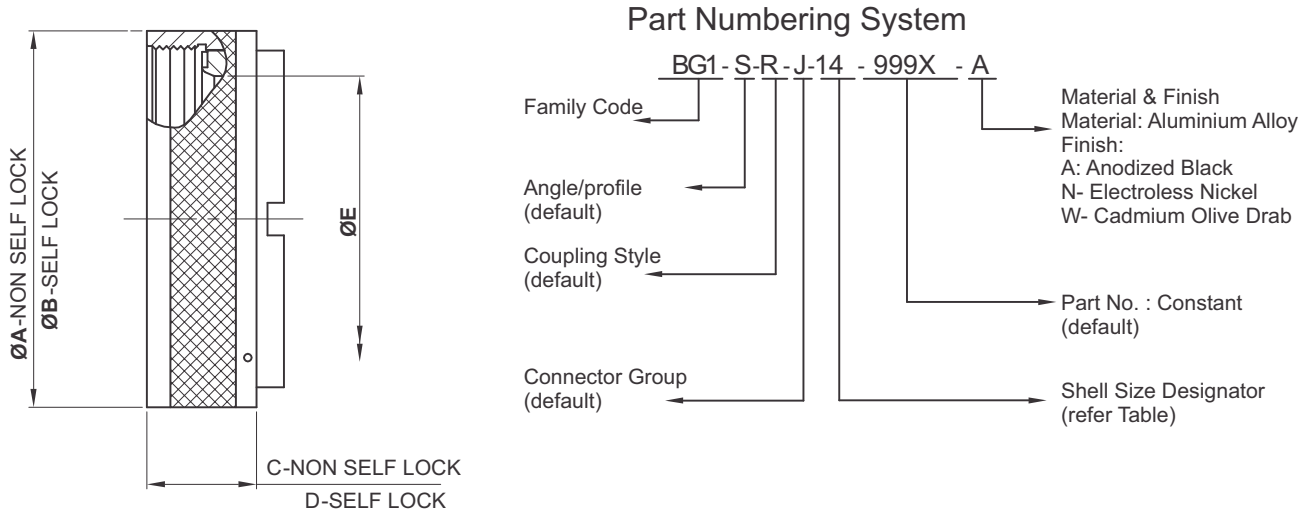 Part Numbering System
BG1 - S-R - J-14 - 999X - A
Family Code
Angle/profile
(default)
Coupling Style
(default)
Connector Group
(default)
Material & Finish
Material: Aluminium Alloy
Finish:
A: Anodized Black
N- Electroless Nickel
W- Cadmium Olive Drab
Part No. : Constant
(default)
Shell Size Designator
(refer Table)
ØA-NON SELF LOCK
ØB-SELF LOCK
ØE
C-NON SELF LOCK
D-SELF LOCK